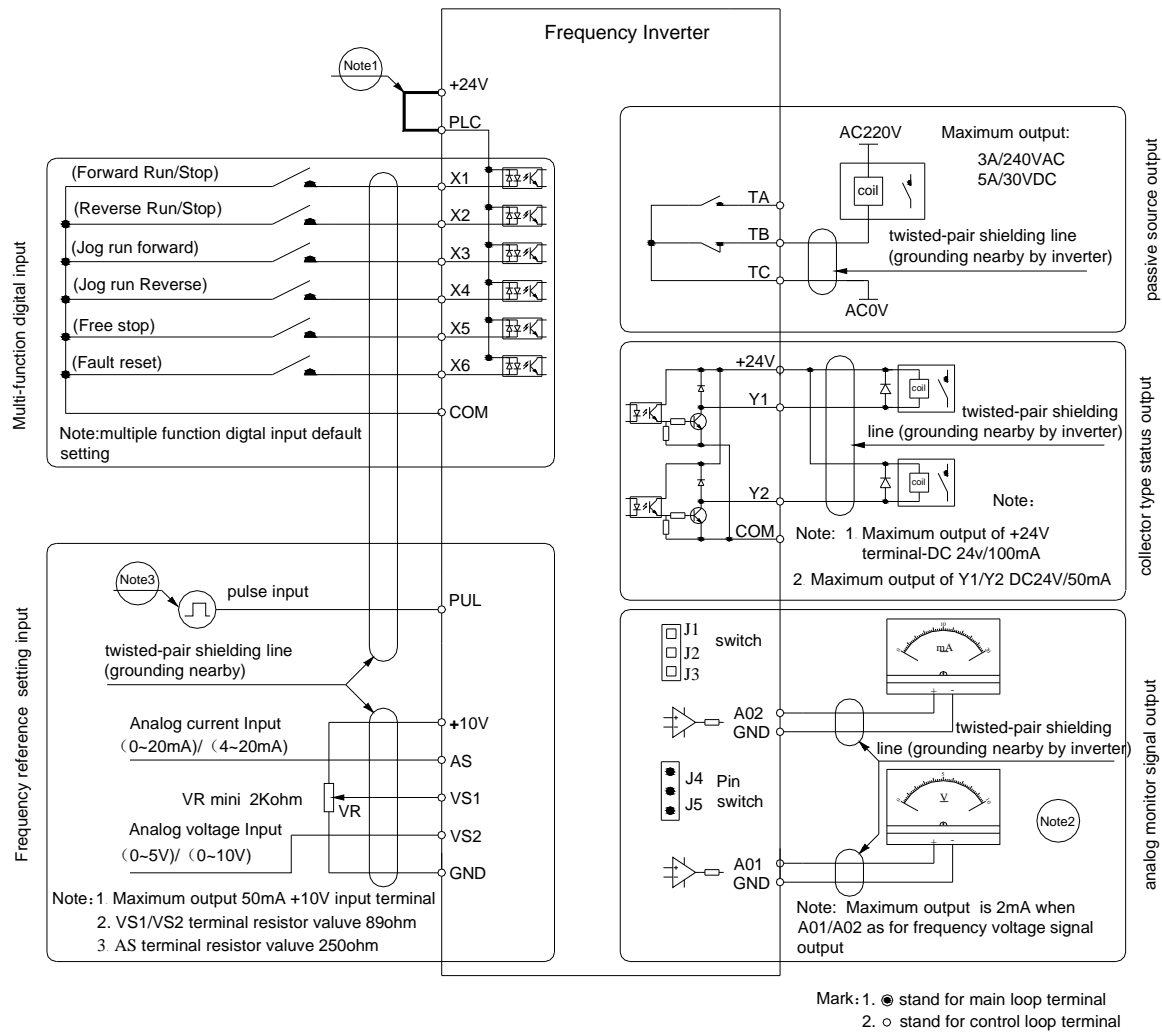 Frequency Inverter
Note1
+24V
PLC
Multi-function digital input
(Forward Run/Stop)
X1
(Reverse Run/Stop)
X2
(Jog run forward)
X3
(Jog run Reverse)
X4
(Free stop)
X5
(Fault reset)
X6
COM
Note:multiple function digtal input default
setting
Frequency reference setting input
Note3
pulse input
PUL
twisted-pair shielding line
(grounding nearby)
Analog current Input
(0~20mA)/（4~20mA)
+10V
AS
VR mini 2Kohm
VR
VS1
Analog voltage Input
(0~5V)/（0~10V)
VS2
GND
Note:1. Maximum output 50mA +10V input terminal
2. VS1/VS2 terminal resistor valuve 89ohm
3. AS terminal resistor valuve 250ohm
passive source output
AC220V
Maximum output:
3A/240VAC
5A/30VDC
coil
TA
TB
TC
twisted-pair shielding line
(grounding nearby by inverter)
AC0V
collector type status output
+24V
Y1
coil
twisted-pair shielding
line (grounding nearby by inverter)
Y2
coil
COM
Note:
Note: 1. Maximum output of +24V
terminal-DC 24v/100mA
2. Maximum output of Y1/Y2 DC24V/50mA
analog monitor signal output
J1
J2
J3
switch
mA
A02
GND
twisted-pair shielding
line (grounding nearby by inverter)
J4
J5
Pin
switch
V
Note2
A01
GND
Note: Maximum output is 2mA when
A01/A02 as for frequency voltage signal
output
Mark:1. stand for main loop terminal
2. stand for control loop terminal